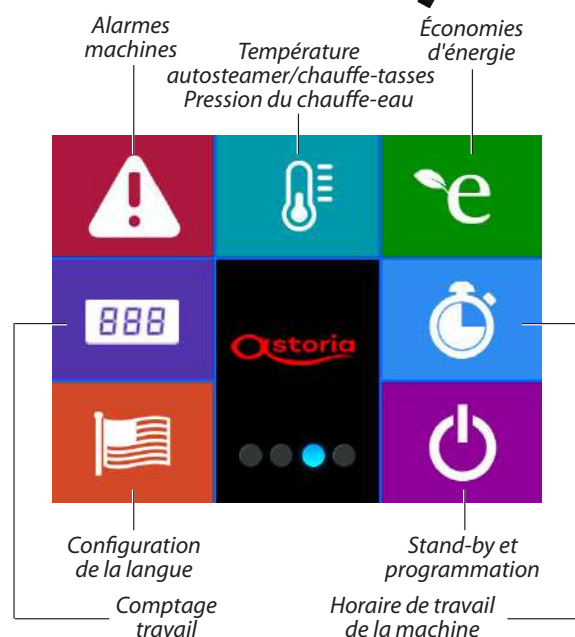 Alarmes
machines
Température
autosteamer/chauffe-tasses
Pression du chauffe-eau
Économies
d'énergie
888
astoria
Configuration
de la langue
Stand-by et
programmation
Comptage
travail
Horaire de travail
de la machine